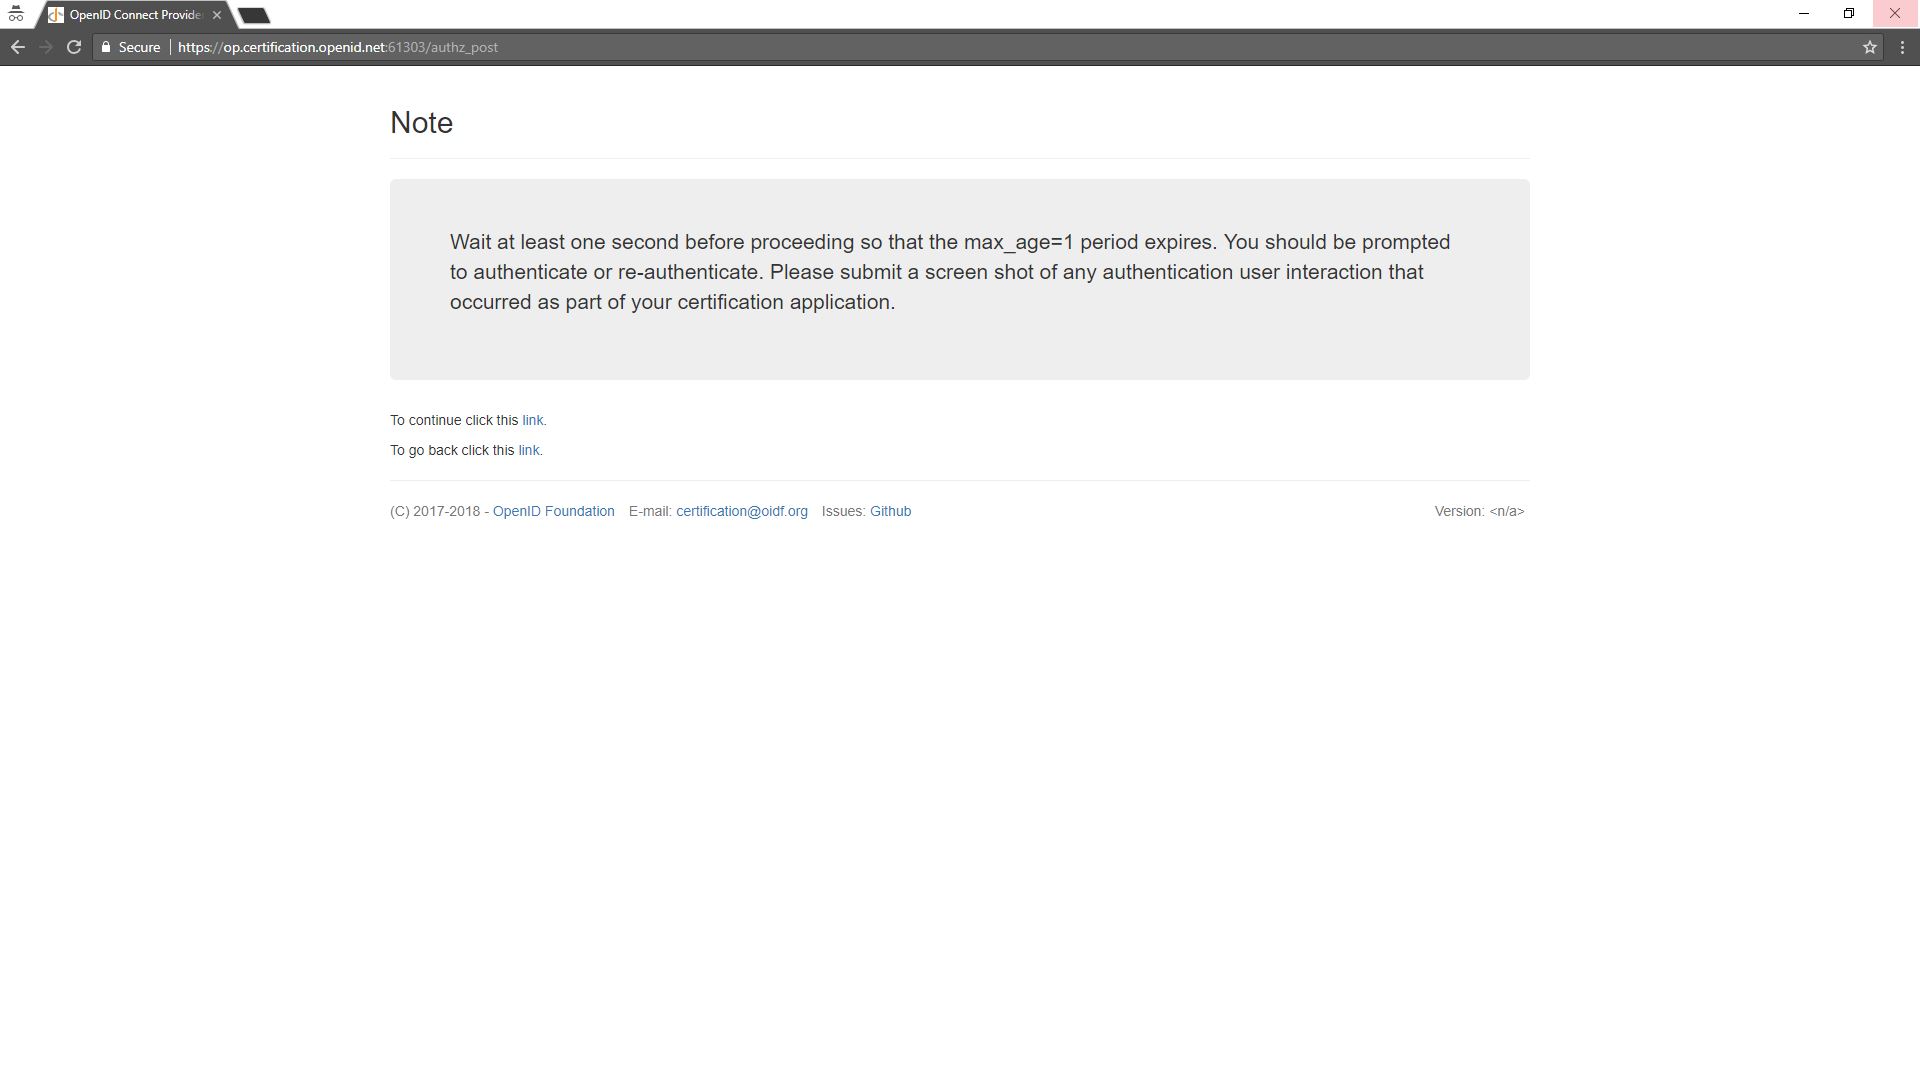 OpenID Connect Provide
Secure
https://op.certification.openid.net:61303/authz_post
Note
Wait at least one second before proceeding so that the max_age=1 period expires. You should be prompted
to authenticate or re-authenticate. Please submit a screen shot of any authentication user interaction that
occurred as part of your certification application.
To continue click this link.
To go back click this link.
(C) 2017-2018 - OpenID Foundation E-mail: certification@oidf.org Issues: Github
Version: <n/a>